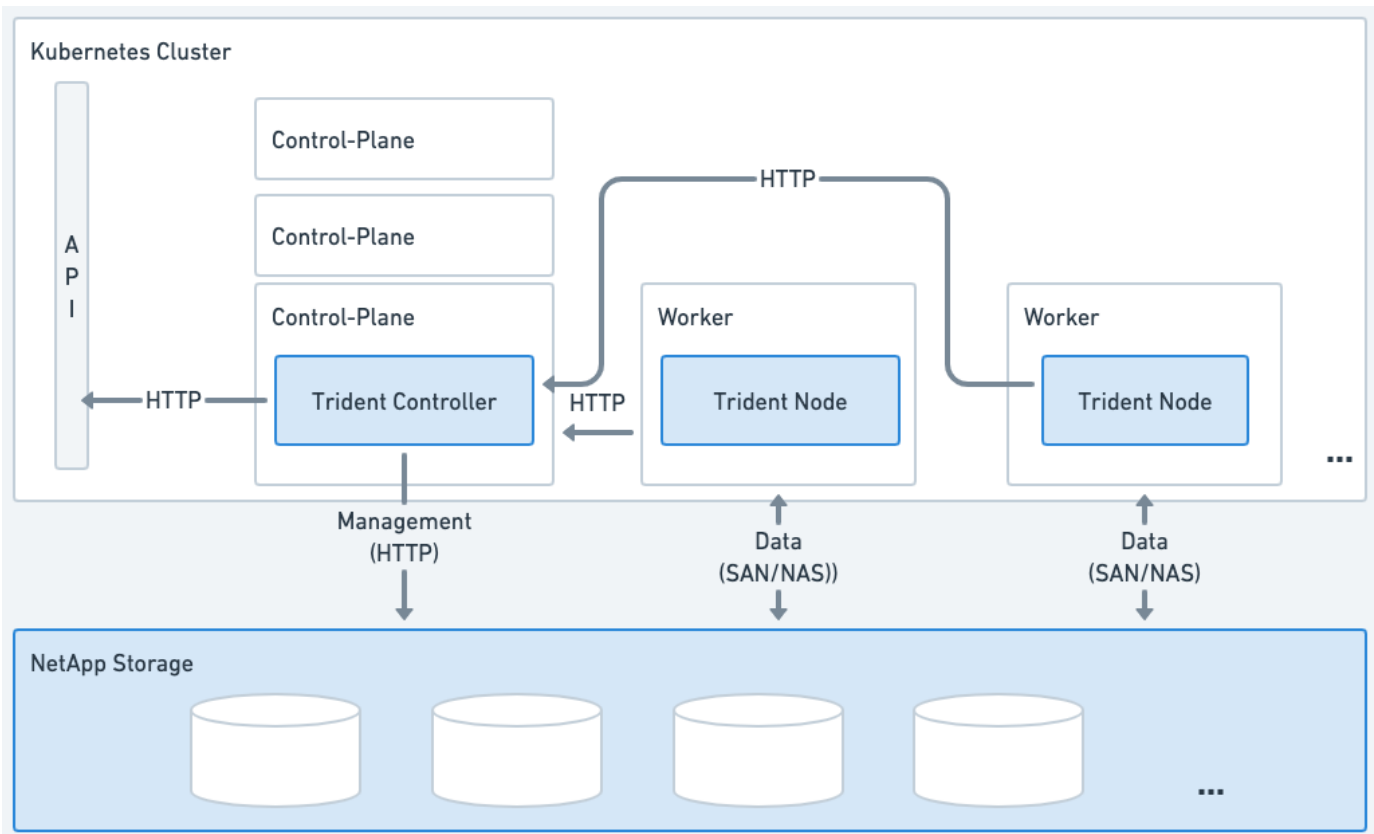 Kubernetes Cluster
A
P
I
Control-Plane
Control-Plane
Control-Plane
Trident Controller
HTTP
HTTP
HTTP
Worker
Trident Node
Worker
Trident Node
...
Management
(HTTP)
Data
(SAN/NAS))
Data
(SAN/NAS)
NetApp Storage
...